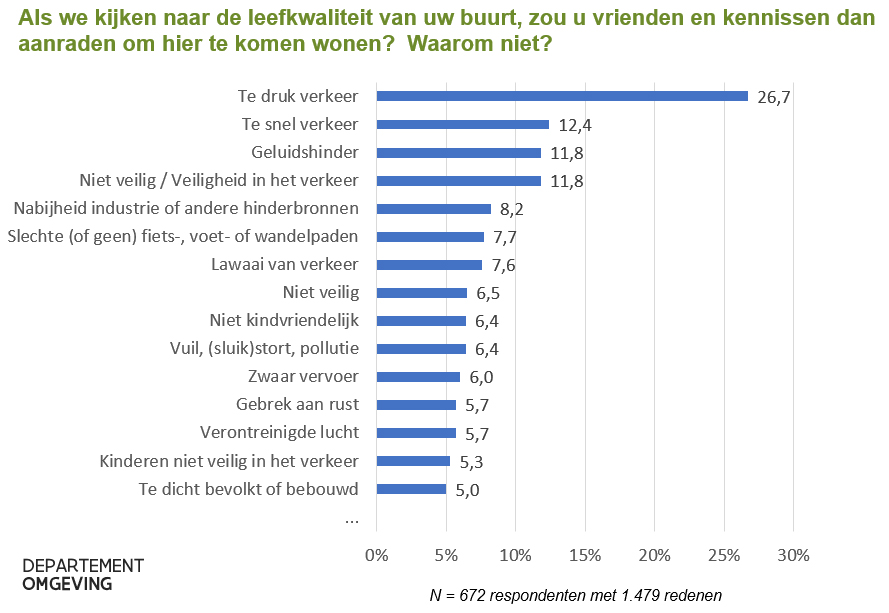 Als we kijken naar de leefkwaliteit van uw buurt, zou u vrienden en kennissen dan
aanraden om hier te komen wonen?  Waarom niet?
Te druk verkeer 26,7
Te snel verkeer 12,4
Geluidshinder 11,8
Niet veilig / Veiligheid in het verkeer 11,8
Nabijheid industrie of andere hinderbronnen 8,2
Slechte (of geen) fiets-, voet- of wandelpaden 7,7
Lawaai van verkeer 7,6
Niet veilig 6,5
Niet kindvriendelijk 6,4
Vuil, (sluik)stort, pollutie 6,4
Zwaar vervoer 6,0
Gebrek aan rust 5,7
Verontreinigde lucht 5,7
Kinderen niet veilig in het verkeer 5,3
Te dicht bevolkt of bebouwd 5,0
...
0% 5% 10% 15% 20% 25% 30%
DEPARTEMENT
OMGEVING
N = 672 respondenten met 1.479 redenen